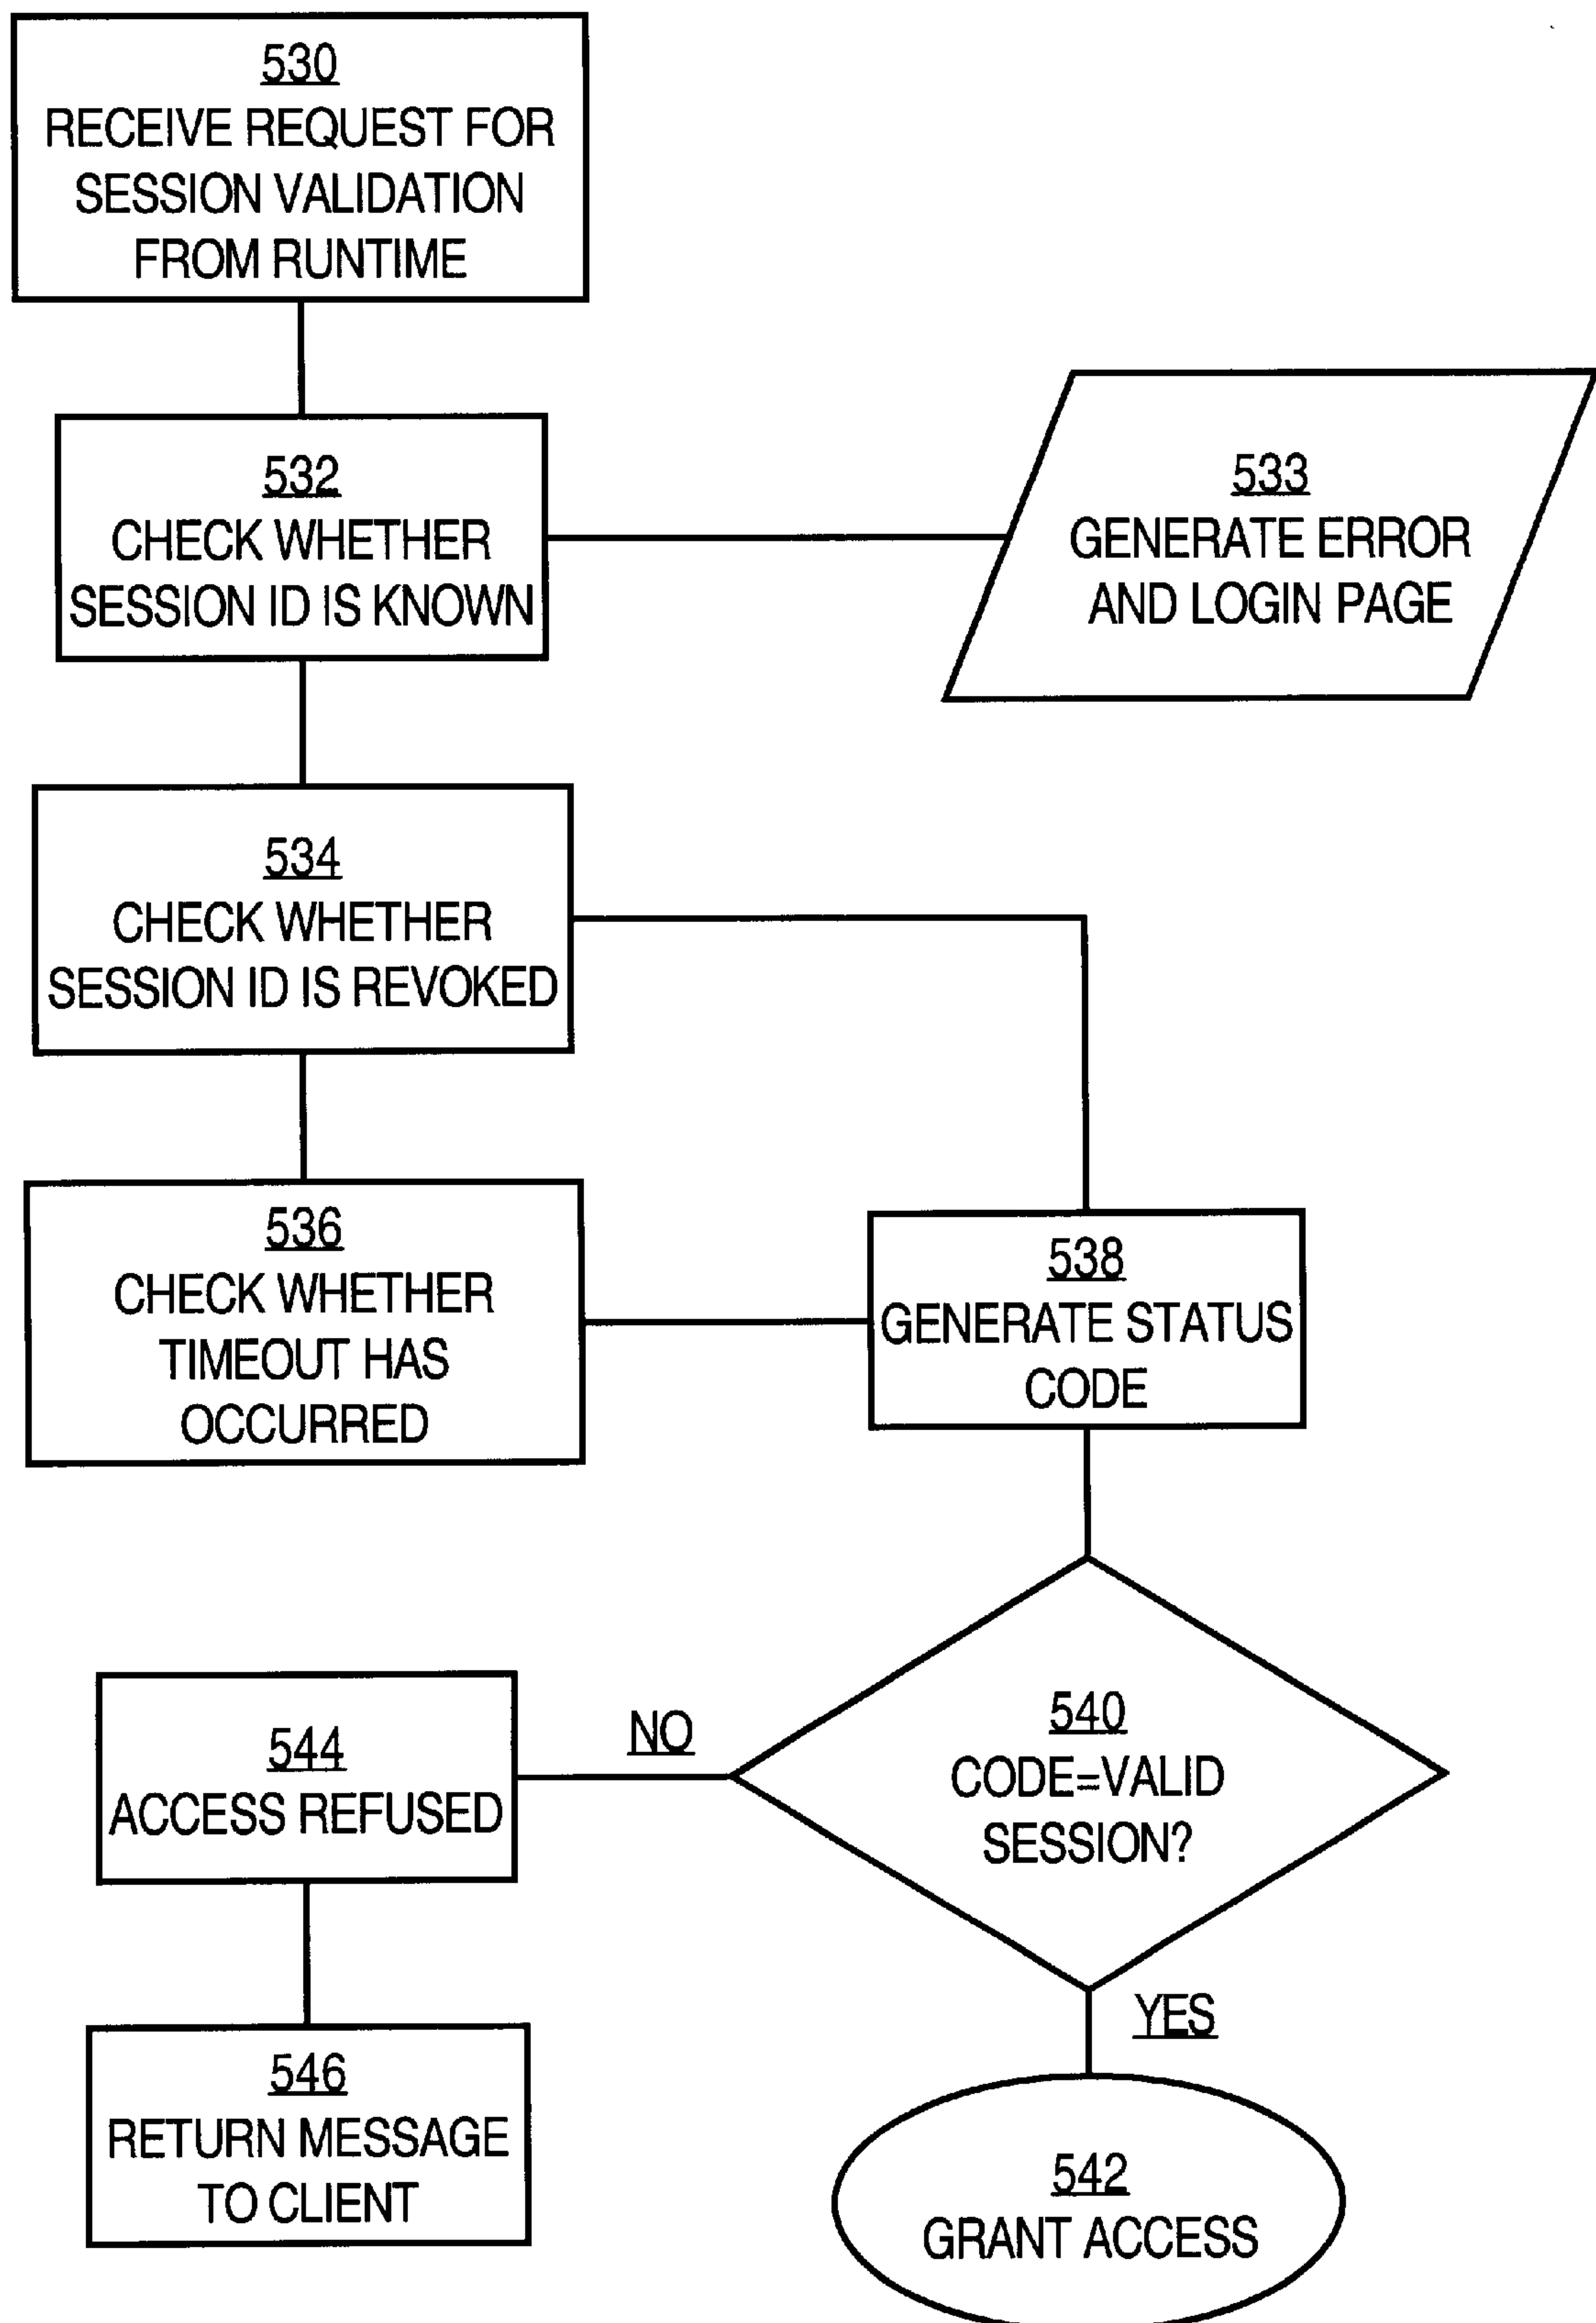 530
RECEIVE REQUEST FOR
SESSION VALIDATION
FROM RUNTIME
532
CHECK WHETHER
SESSION ID IS KNOWN
533
GENERATE ERROR
AND LOGIN PAGE
534
CHECK WHETHER
SESSION ID IS REVOKED
536
CHECK WHETHER
TIMEOUT HAS
OCCURRED
538
GENERATE STATUS
CODE
540
CODE=VALID
SESSION?
NO
544
ACCESS REFUSED
546
RETURN MESSAGE
TO CLIENT
YES
542
GRANT ACCESS